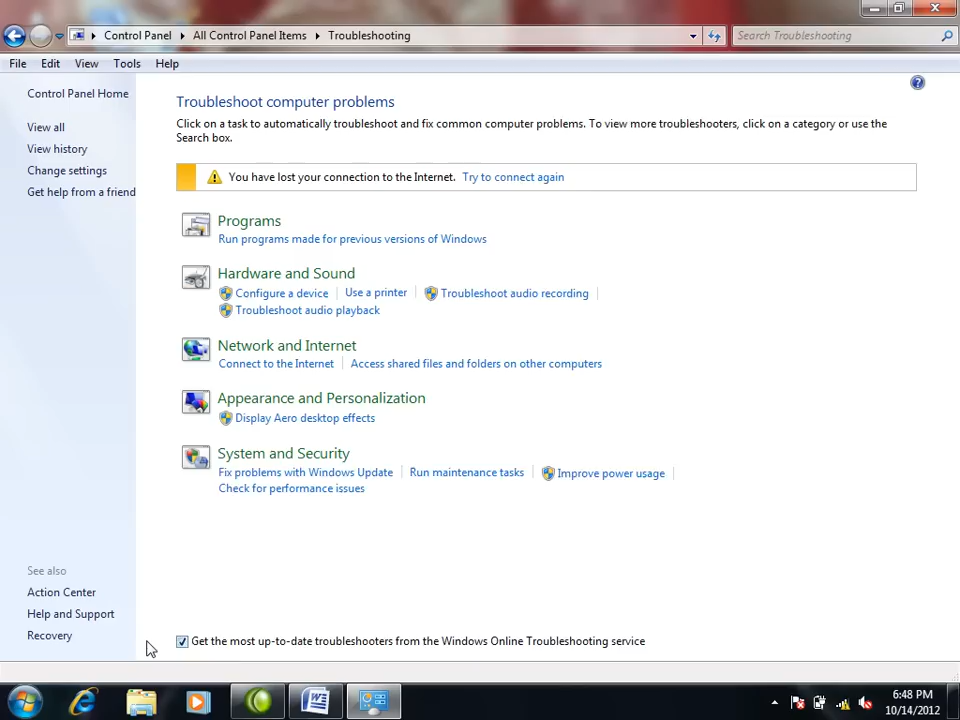 Control Panel All Control Panel Items Troubleshooting Search Troubleshooting
File Edit View Tools Help
Control Panel Home
View all
View history
Change settings
Get help from a friend
Troubleshoot computer problems
Click on a task to automatically troubleshoot and fix common computer problems. To view more troubleshooters, click on a category or use the
Search box.
You have lost your connection to the Internet. Try to connect again
Programs
Run programs made for previous versions of Windows
Hardware and Sound
Configure a device Use a printer Troubleshoot audio recording
Troubleshoot audio playback
Network and Internet
Connect to the Internet Access shared files and folders on other computers
Appearance and Personalization
Display Aero desktop effects
System and Security
Fix problems with Windows Update Run maintenance tasks Improve power usage
Check for performance issues
See also
Action Center
Help and Support
Recovery
Get the most up-to-date troubleshooters from the Windows Online Troubleshooting service
6:48 PM
10/14/2012